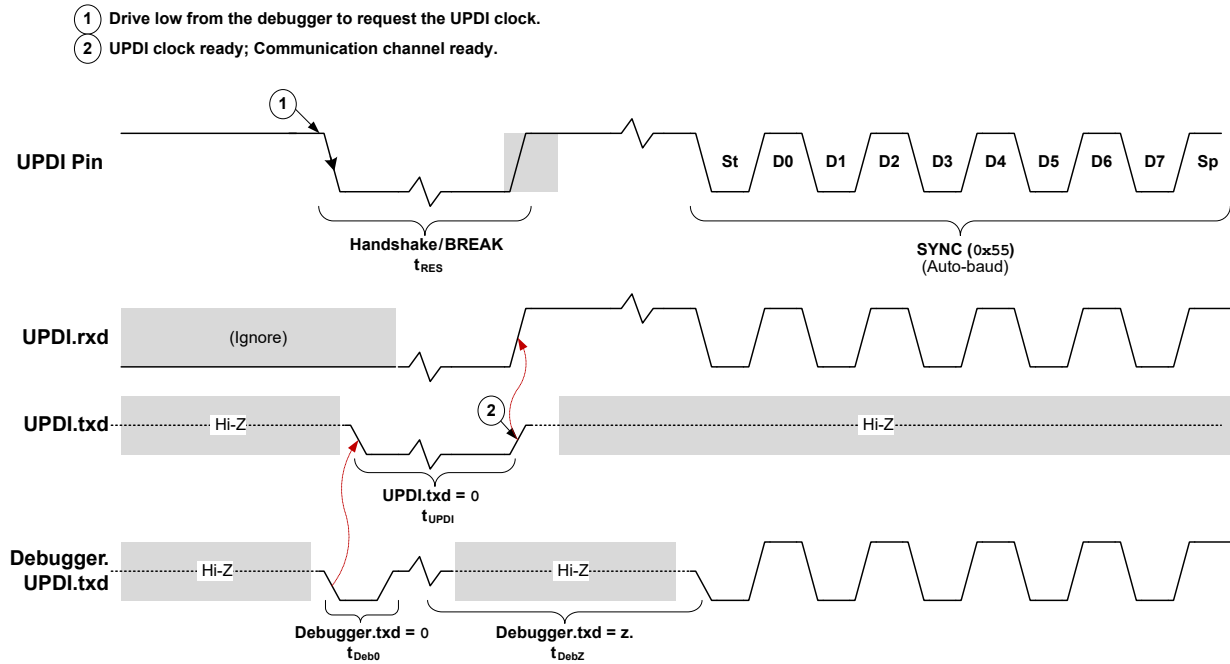 1 Drive low from the debugger to request the UPDI clock.
2 UPDI clock ready; Communication channel ready.
1
UPDI Pin
St D0 D1 D2 D3 D4 D5 D6 D7 Sp
Handshake/BREAK
tRES
SYNC (0x55)
(Auto-baud)
UPDI.rxd
(Ignore)
2
UPDI.txd
Hi-Z
Hi-Z
UPDI.txd = 0
tUPDI
Debugger.
UPDI.txd
Hi-Z
Hi-Z
Debugger.txd = 0
tDeb0
Debugger.txd = z.
tDebZ